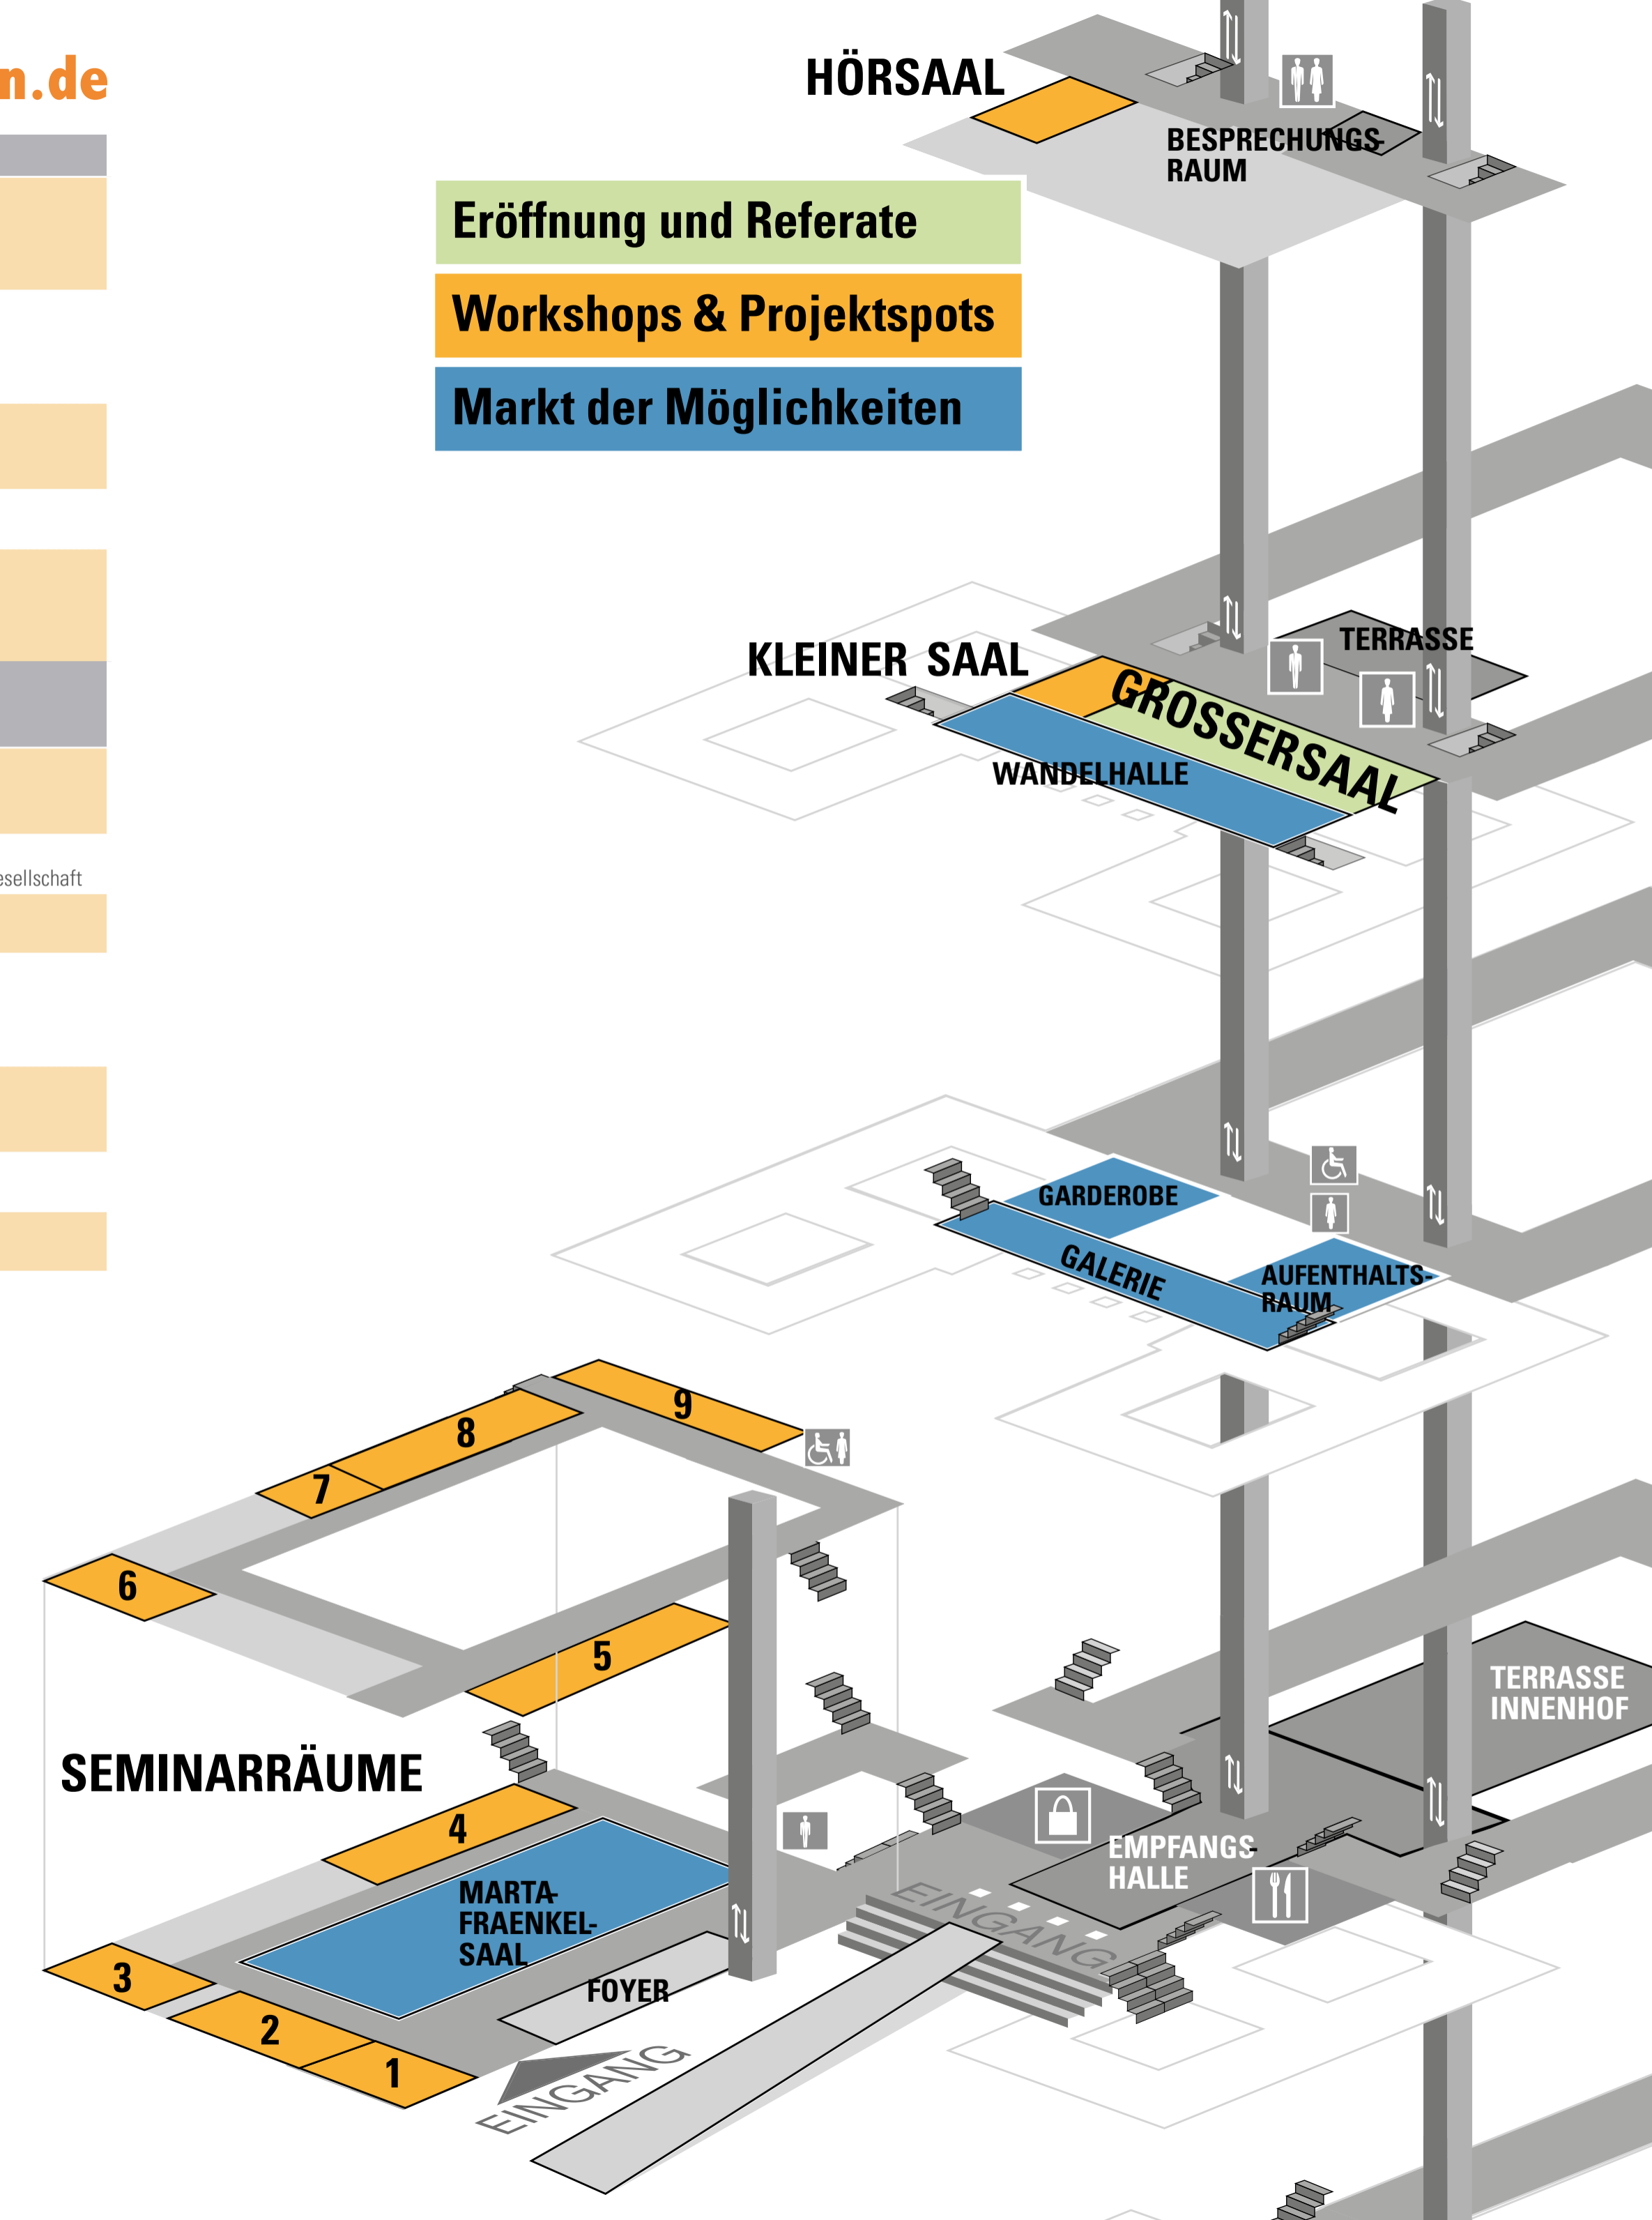 n.de
HÖRSAAL
BESPRECHUNGS-
RAUM
Eröffnung und Referate
Workshops & Projektspots
Markt der Möglichkeiten
TERRASSE
KLEINER SAAL
GROSSERSAAL
WANDELHALLE
esellschaft
GARDEROBE
GALERIE
AUFENTHALTS-
RAUM
9
8
7
6
5
TERRASSE
INNENHOF
SEMINARRÄUME
4
EMPFANGS-
HALLE
MARTA-
FRAENKEL-
SAAL
EINGANG
3
FOYER
2
1
EINGANG